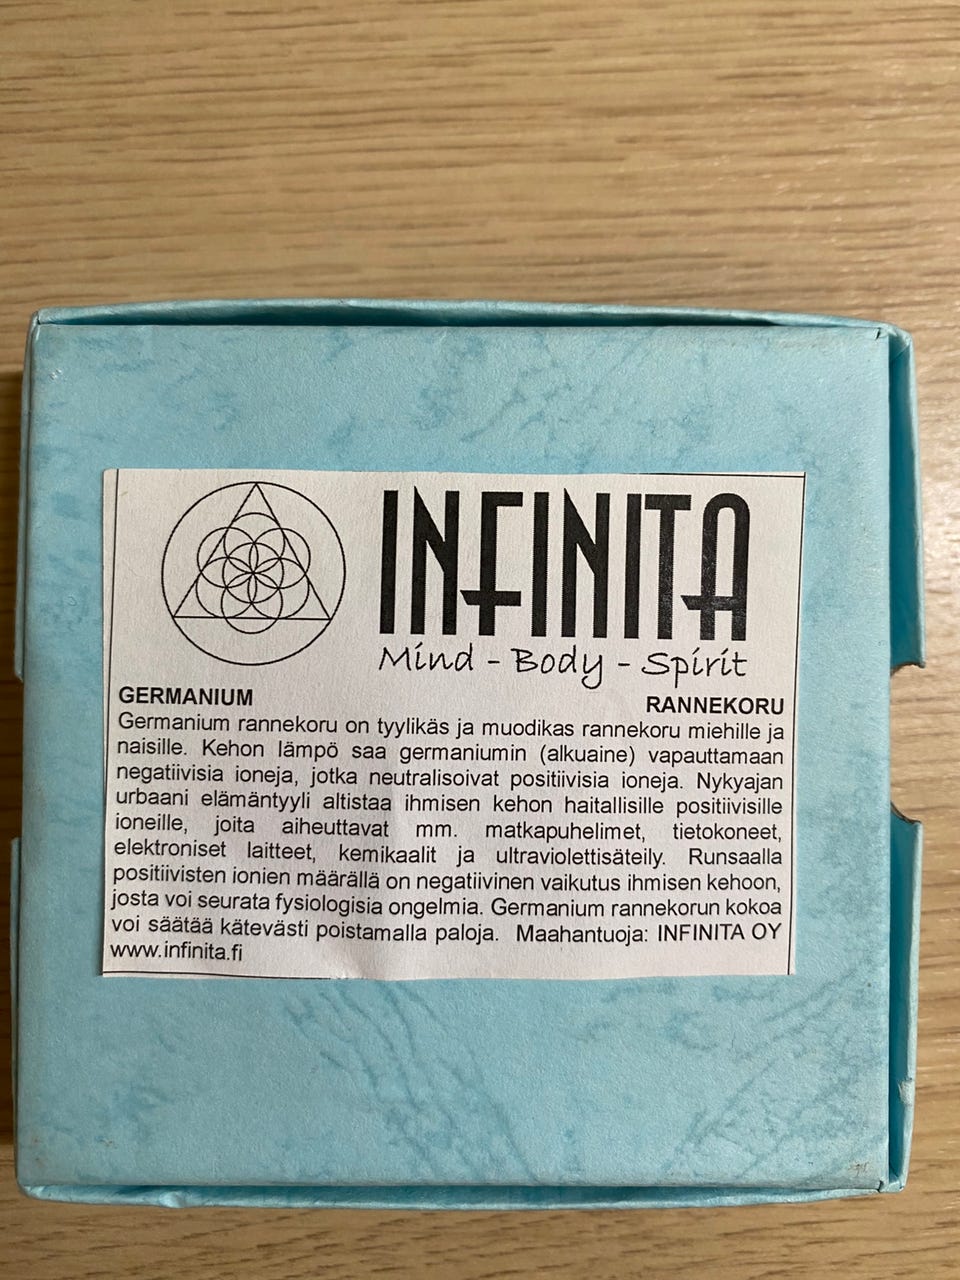 INFINITA
Mind - Body - Spirit
GERMANIUM RANNEKORU
Germanium rannekoru on tyylikäs ja muodikas rannekoru miehille ja
naisille. Kehon lämpö saa germaniumin (alkuaine) vapauttamaan
negatiivisia ioneja, jotka neutralisoivat positiivisia ioneja. Nykyajan
urbaani elämäntyyli altistaa ihmisen kehon haitallisille positiivisille
ioneille, joita aiheuttavat mm. matkapuhelimet, tietokoneet,
elektroniset laitteet, kemikaalit ja ultraviolettisäteily. Runsaalla
positiivisten ionien määrällä on negatiivinen vaikutus ihmisen kehoon,
josta voi seurata fysiologisia ongelmia. Germanium rannekorun kokoa
voi säätää kätevästi poistamalla paloja. Maahantuoja: INFINITA OY
www.infinita.fi